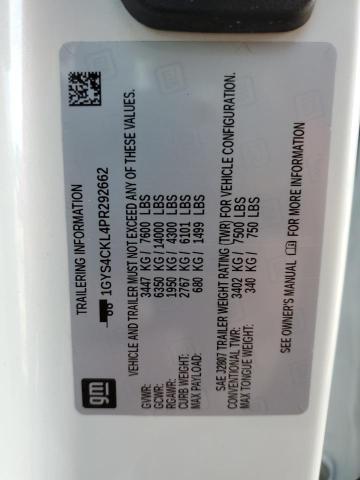 TRAILERING INFORMATION
1GYS4CKL4PR292662
VEHICLE AND TRAILER MUST NOT EXCEED ANY OF THESE VALUES.
GVWR: 3447 KG / 7600 LBS
GCWR: 6350 KG / 14000 LBS
RGAWR: 1950 KG / 4300 LBS
CURB WEIGHT: 2767 KG / 6101 LBS
MAX PAYLOAD: 680 KG / 1499 LBS
SAE J2807 TRAILER WEIGHT RATING (TWR) FOR VEHICLE CONFIGURATION.
CONVENTIONAL TWR: 3402 KG / 7500 LBS
MAX TONGUE WEIGHT: 340 KG / 750 LBS
SEE OWNER'S MANUAL FOR MORE INFORMATION
gm